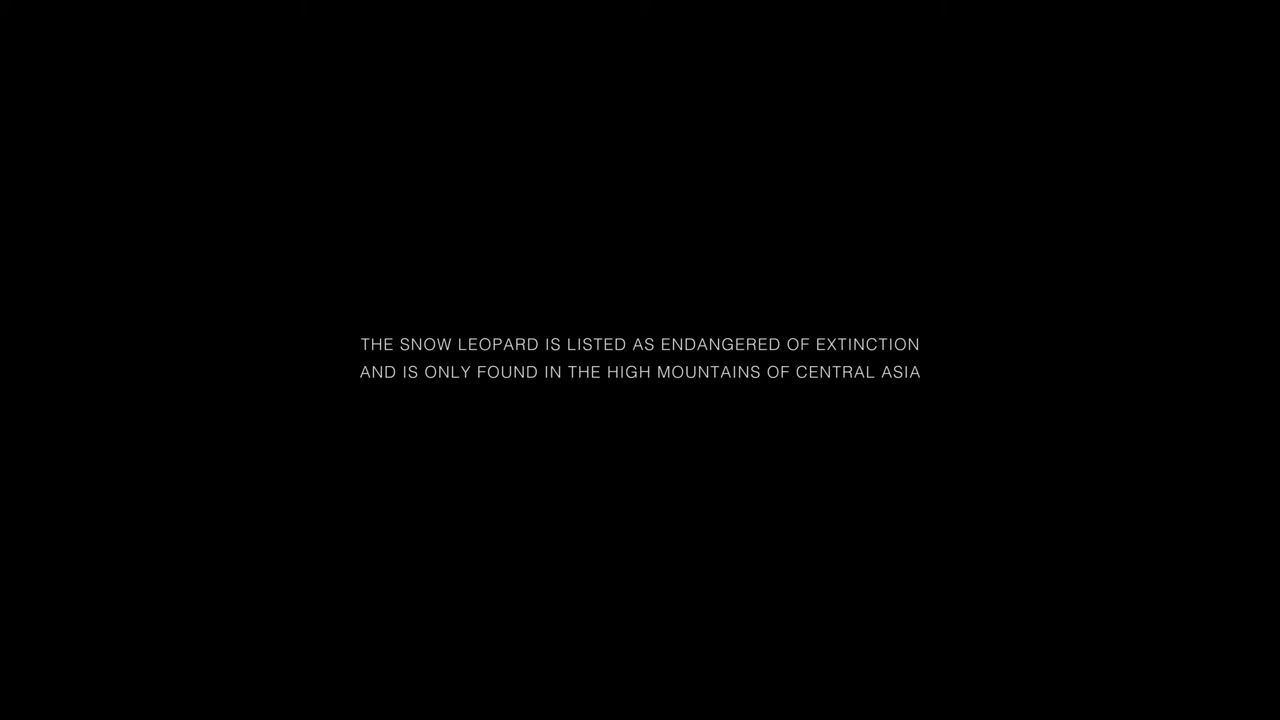 THE SNOW LEOPARD IS LISTED AS ENDANGERED OF EXTINCTION
AND IS ONLY FOUND IN THE HIGH MOUNTAINS OF CENTRAL ASIA